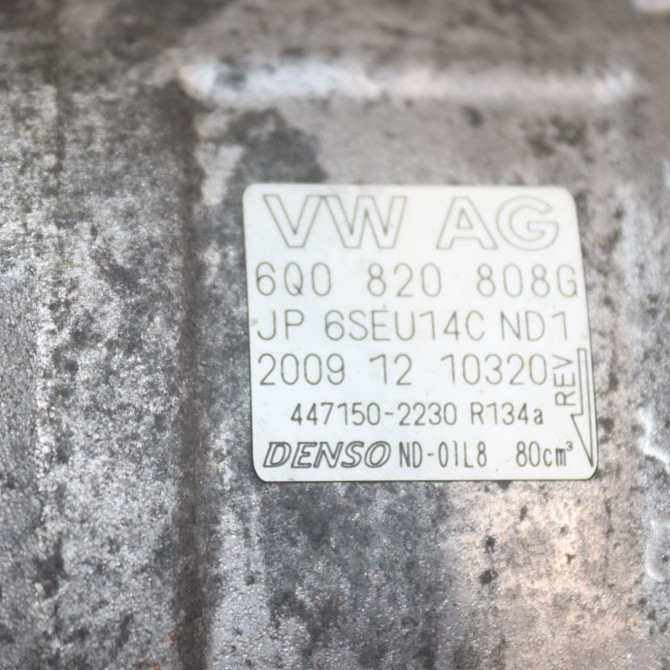 VW AG
6Q0 820 808G
JP 6SEU14C ND1
2009 12 10320
REV
447150-2230 R134a
DENSO ND-OIL8 80cm³